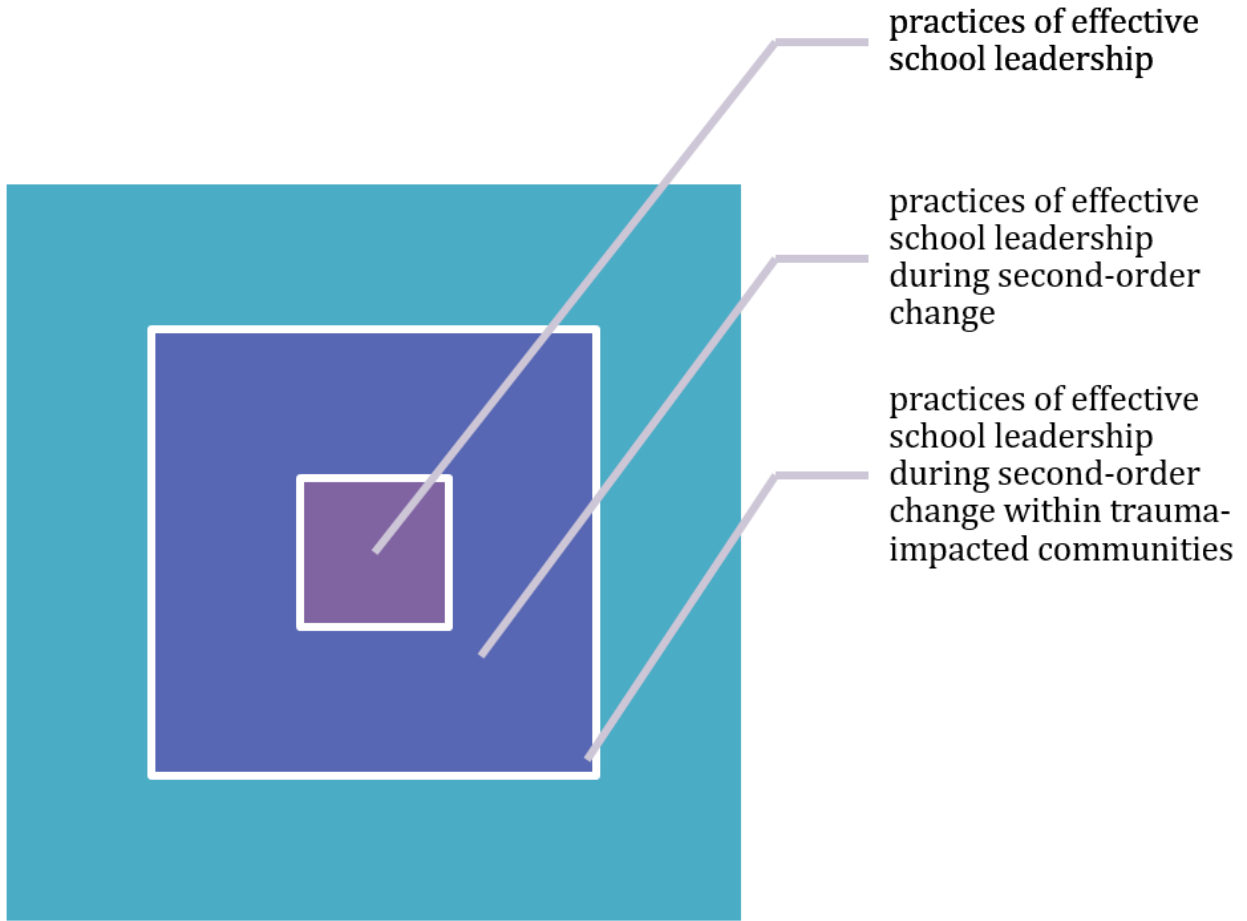 practices of effective
school leadership
practices of effective
school leadership
during second-order
change
practices of effective
school leadership
during second-order
change within trauma-
impacted communities